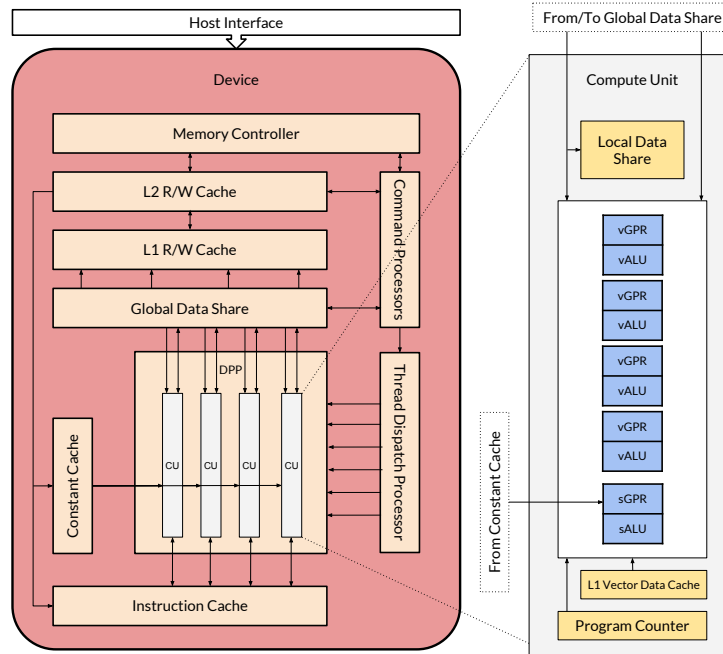 Host Interface
From/To Global Data Share
Device
Compute Unit
Memory Controller
Local Data
Share
L2 R/W Cache
Command Processors
L1 R/W Cache
vGPR
vALU
Global Data Share
vGPR
vALU
DPP
Thread Dispatch Processor
vGPR
vALU
Constant Cache
CU
CU
CU
CU
From Constant Cache
vGPR
vALU
sGPR
sALU
L1 Vector Data Cache
Instruction Cache
Program Counter